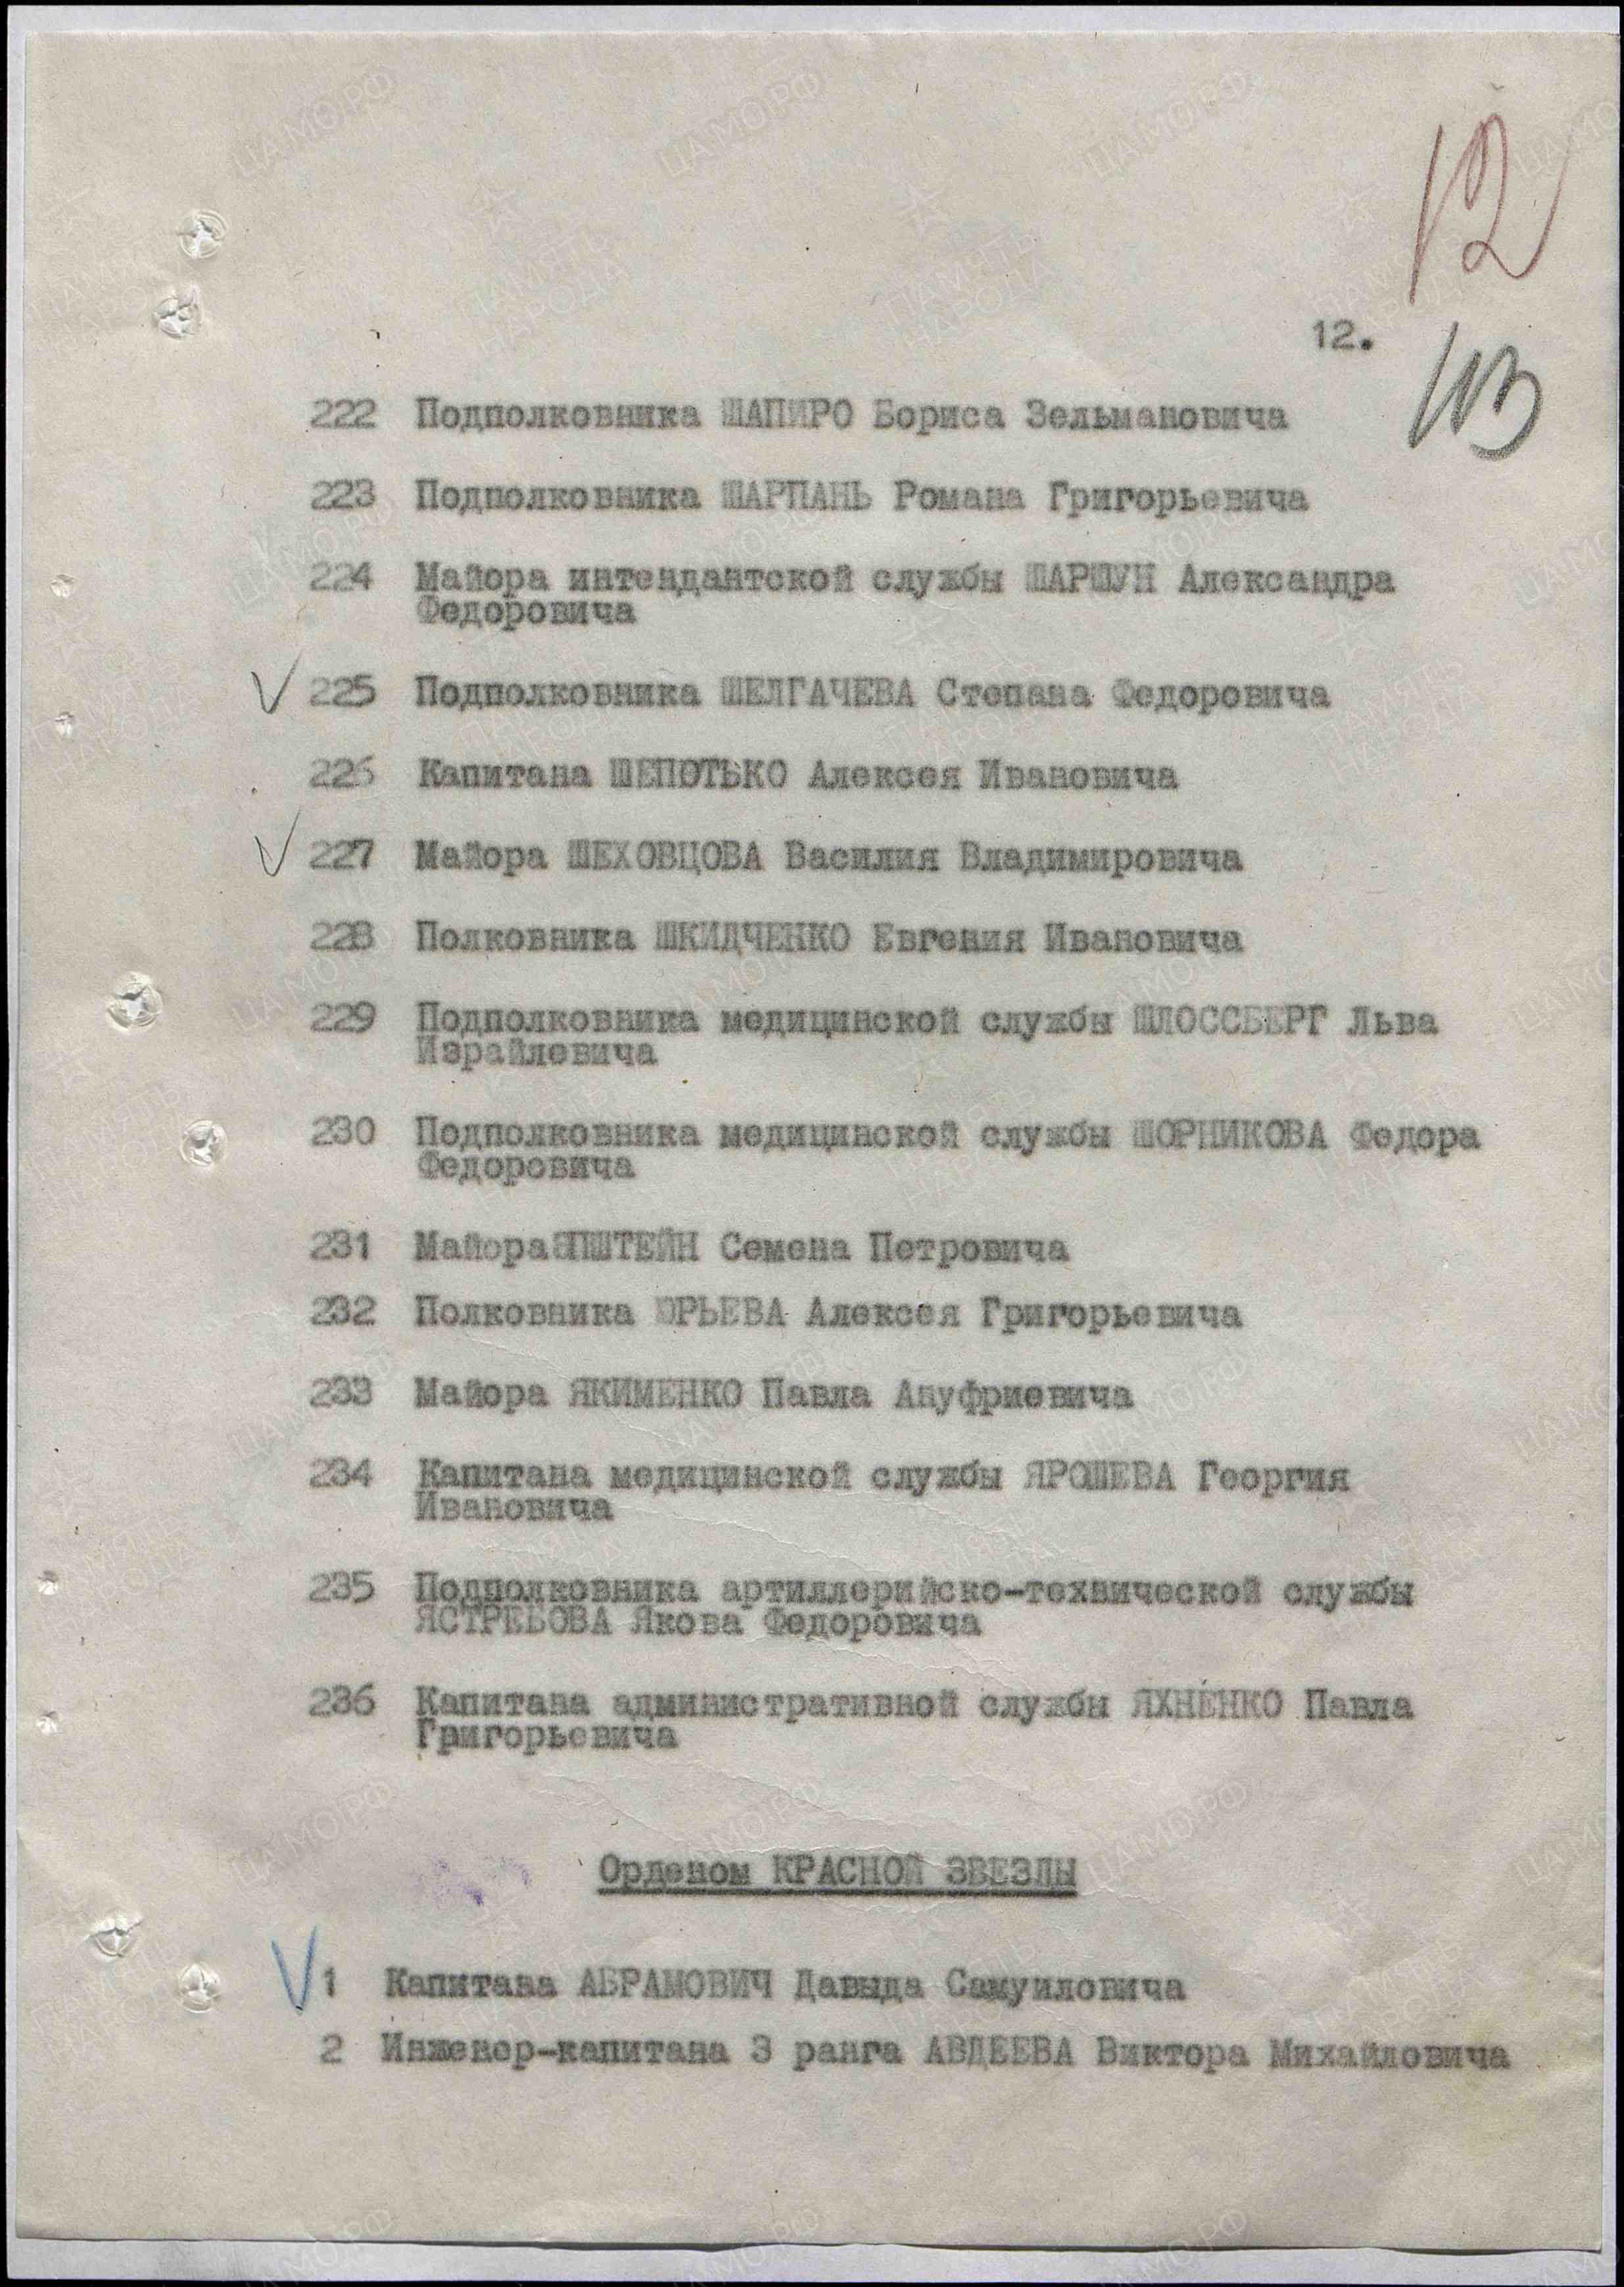 12
12.
113
222 Подполковника ШАПИРО Бориса Зельмановича
223 Подполковника ШАРПАНЬ Романа Григорьевича
224 Майора интендантской службы ШАРШУН Александра
Федоровича
225 Подполковника ШЕЛГАЧЕВА Степана Федоровича
226 Капитана ШЕПОТЬКО Алексея Ивановича
227 Майора ШЕХОВЦОВА Василия Владимировича
228 Полковника ШКИДЧЕНКО Евгения Ивановича
229 Подполковника медицинской службы ШЛОССБЕРГ Льва
Израйлевича
230 Подполковника медицинской службы ШОРНИКОВА Федора
Федоровича
231 Майора ЭПШТЕЙН Семена Петровича
232 Полковника ЮРЬЕВА Алексея Григорьевича
233 Майора ЯКИМЕНКО Павла Ануфриевича
234 Капитана медицинской службы ЯРОШЕВА Георгия
Ивановича
235 Подполковника артиллерийско-технической службы
ЯСТРЕБОВА Якова Федоровича
236 Капитана административной службы ЯХНЕНКО Павла
Григорьевича
Орденом КРАСНОЙ ЗВЕЗДЫ
1 Капитана АБРАМОВИЧ Давыда Самуиловича
2 Инженер-капитана 3 ранга АВДЕЕВА Виктора Михайловича